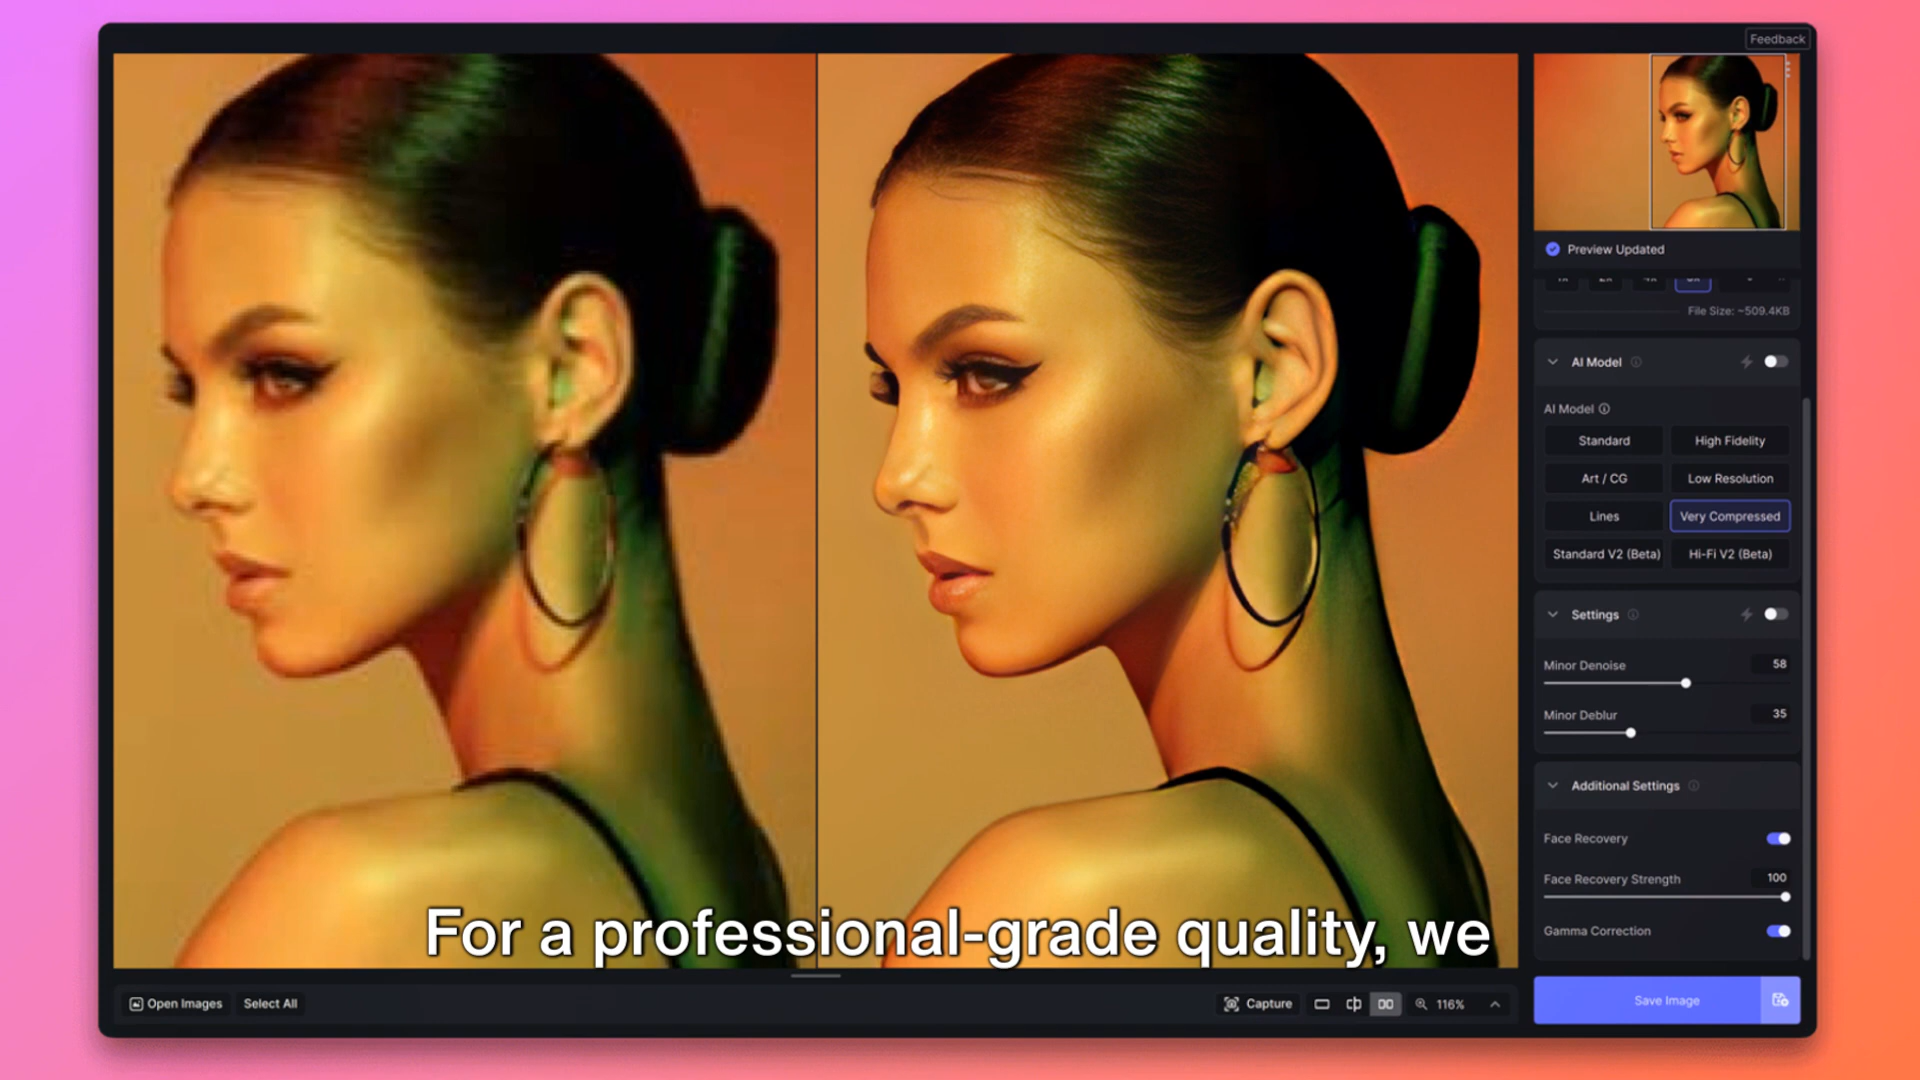 Feedback
Preview Updated
File Size: ~509.4KB
AI Model
AI Model
Standard
High Fidelity
Art / CG
Low Resolution
Lines
Very Compressed
Standard V2 (Beta)
Hi-Fi V2 (Beta)
Settings
Minor Denoise 58
Minor Deblur 35
Additional Settings
Face Recovery
Face Recovery Strength 100
Gamma Correction
For a professional-grade quality, we
Open Images
Select All
Capture
116%
Save Image